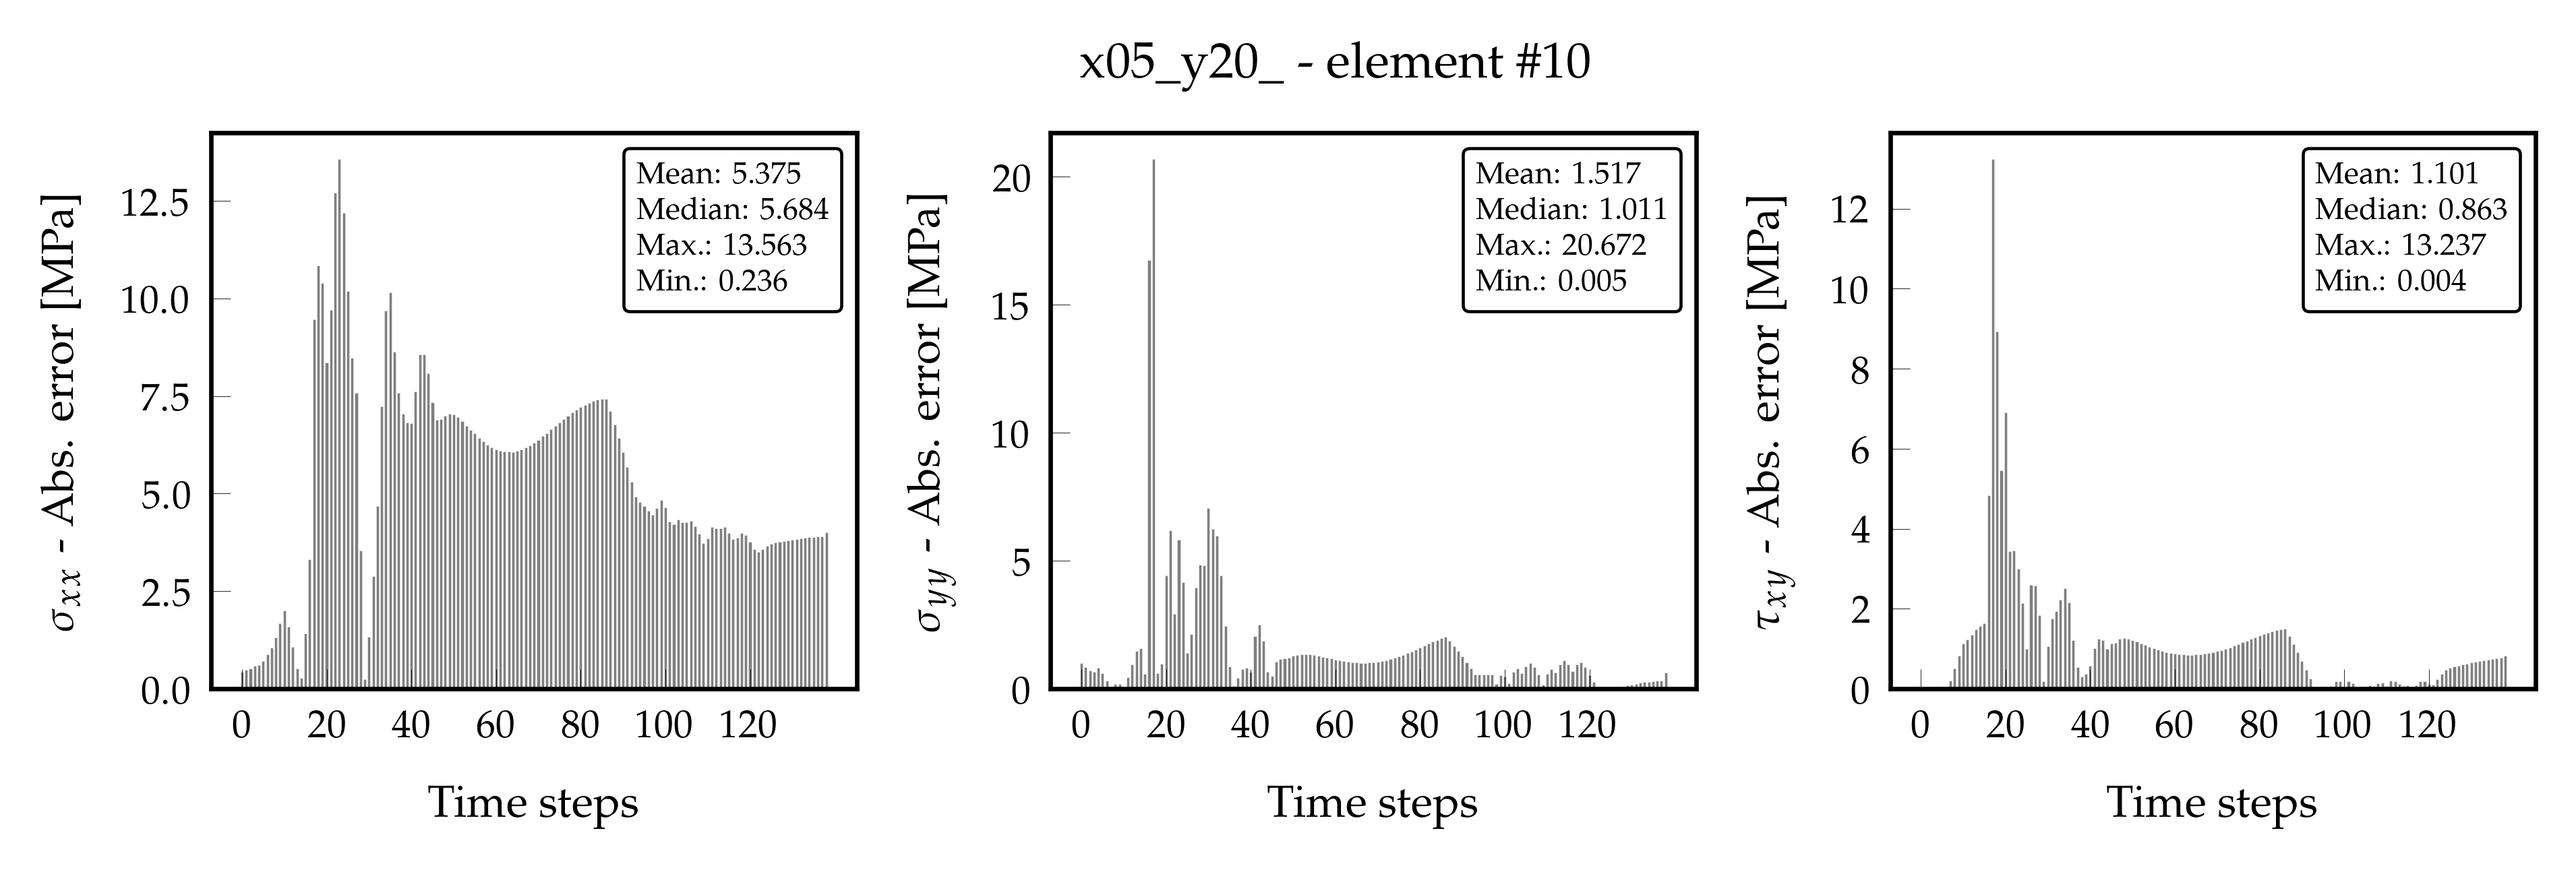 x05_y20_ - element #10
σxx - Abs. error [MPa]
12.5
10.0
7.5
5.0
2.5
0.0
Mean: 5.375
Median: 5.684
Max.: 13.563
Min.: 0.236
0 20 40 60 80 100 120
Time steps
σyy - Abs. error [MPa]
20
15
10
5
0
Mean: 1.517
Median: 1.011
Max.: 20.672
Min.: 0.005
0 20 40 60 80 100 120
Time steps
τxy - Abs. error [MPa]
12
10
8
6
4
2
0
Mean: 1.101
Median: 0.863
Max.: 13.237
Min.: 0.004
0 20 40 60 80 100 120
Time steps